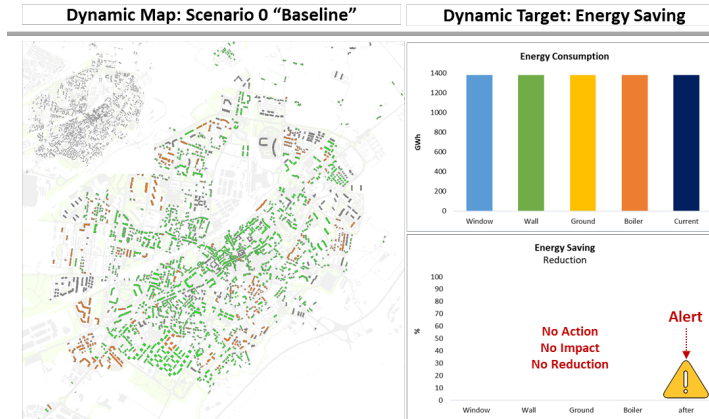 Dynamic Map: Scenario 0 “Baseline”
Dynamic Target: Energy Saving
Energy Consumption
GWh
1400
1200
1000
800
600
400
200
0
Window Wall Ground Boiler Current
Energy Saving
Reduction
%
100
90
80
70
60
50
40
30
20
10
0
No Action
No Impact
No Reduction
Alert
Window Wall Ground Boiler after